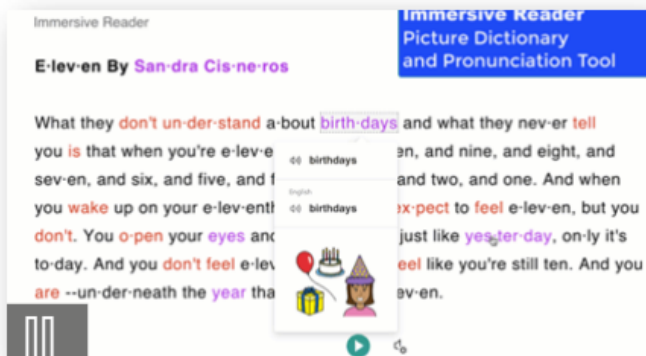 Immersive Reader
Immersive Reader
Picture Dictionary
and Pronunciation Tool
E·lev·en By San·dra Cis·ne·ros
What they don't un·der·stand a·bout birth·days and what they nev·er tell
you is that when you're e·lev·e en, and nine, and eight, and
sev·en, and six, and five, and f and two, and one. And when
you wake up on your e·lev·enth ex·pect to feel e·lev·en, but you
don't. You o·pen your eyes and just like yes·ter·day, on·ly it's
to·day. And you don't feel e·lev eel like you're still ten. And you
are --un·der·neath the year tha ev·en.
birthdays
English
birthdays